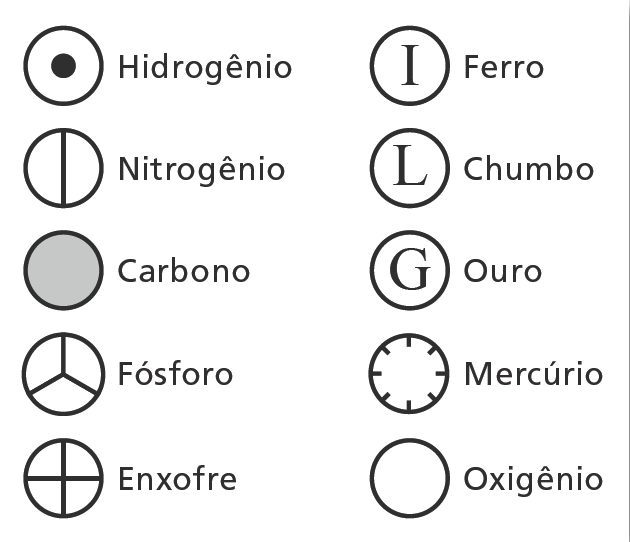 Hidrogênio
I Ferro
Nitrogênio
L Chumbo
Carbono
G Ouro
Fósforo
Mercúrio
Enxofre
Oxigênio